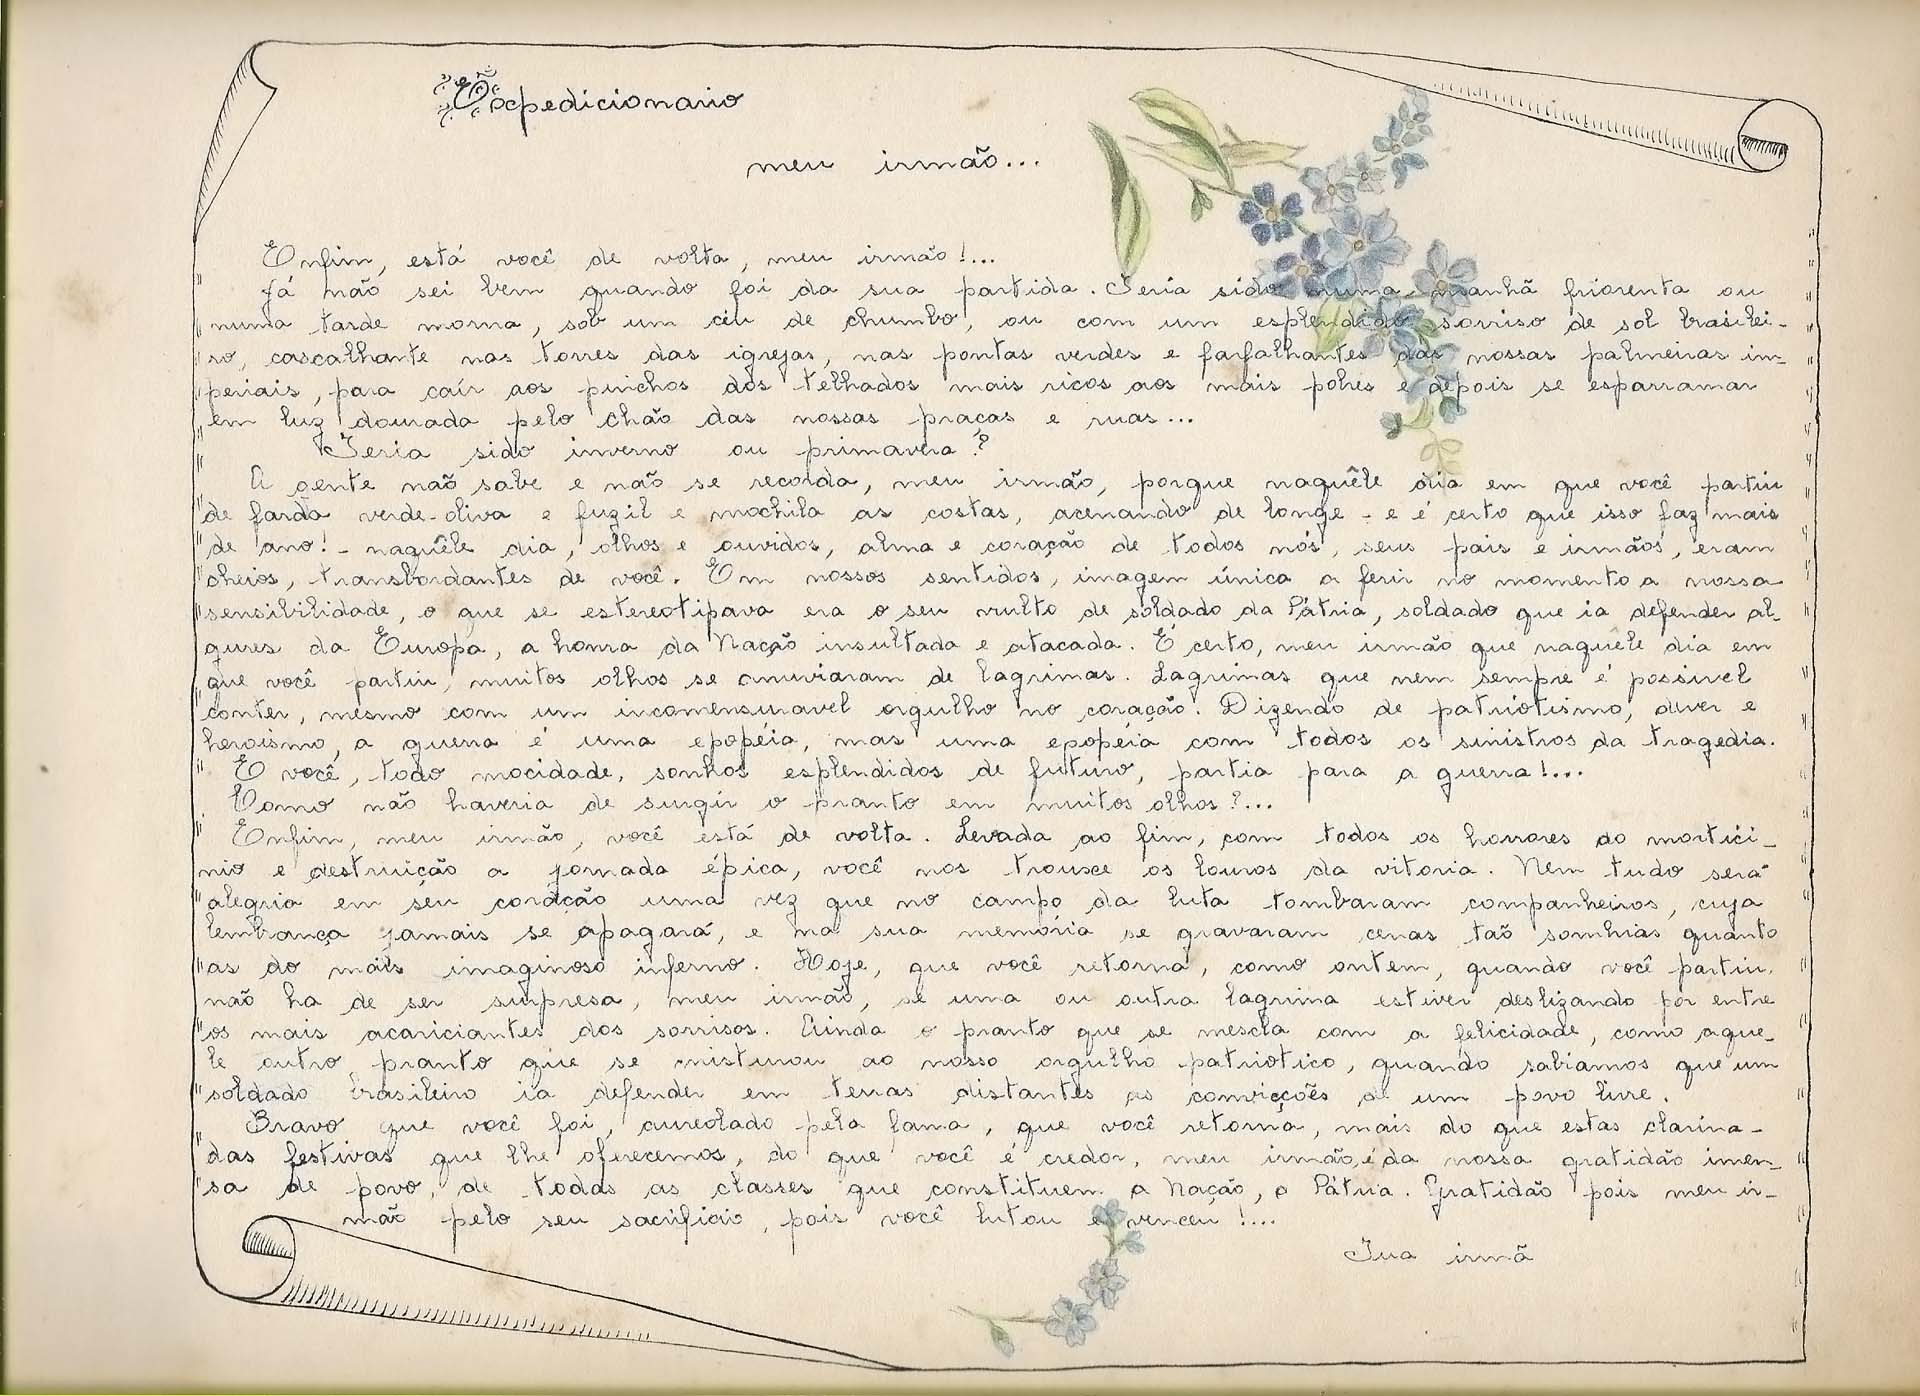 Expedicionario
meu irmão...
Enfim, está você de volta, meu irmão!...
Já não sei bem quando foi da sua partida. Teria sido numa manhã friorenta ou
numa tarde morna, sob um céu de chumbo, ou com um esplendido sorriso de sol brasilei-
ro, cascalhante nas torres das igrejas, nas pontas verdes e farfalhantes das nossas palmeiras im-
periais, para caír aos pinchos dos telhados mais ricos aos mais pobres e depois se esparramar
em luz dourada pelo chão das nossas praças e ruas...
Teria sido inverno ou primavera?
A gente não sabe e não se recorda, meu irmão, porque naquêle dia em que você partiu
de farda verde-oliva e fuzil e mochila as costas, acenando de longe - e é certo que isso faz mais
de ano! - naquêle dia, olhos e ouvidos, alma e coração de todos nós, seus pais e irmãos, eram
cheios, transbordantes de você. Em nossos sentidos, imagem única a ferir no momento a nossa
sensibilidade, o que se estereotipava era o seu vulto de soldado da Pátria, soldado que ia defender al-
gures da Europa, a honra da Nação insultada e atacada. É certo, meu irmão que naquêle dia em
que você partiu, muitos olhos se anuviaram de lagrimas. Lagrimas que nem sempre é possivel
conter, mesmo com um incomensuravel orgulho no coração. Dizendo de patriotismo, dever e
heroismo, a guerra é uma epopéia, mas uma epopéia com todos os sinistros da tragedia.
E você, todo mocidade, sonhos esplendidos de futuro, partia para a guerra!...
Como não haveria de surgir o pranto em muitos olhos?...
Enfim, meu irmão, você está de volta. Levada ao fim, com todos os horrores do mortici-
nio e destruição a jornada épica, você nos trouxe os louros da vitoria. Nem tudo será
alegria em seu coração uma vez que no campo da luta tombaram companheiros, cuja
lembrança jamais se apagará, e na sua memória se gravaram cenas tão sombrias quanto
as do mais imaginoso inferno. Hoje, que você retorna, como ontem, quando você partiu,
não ha de ser surpresa, meu irmão, se uma ou outra lagrima estiver deslizando por entre
os mais acariciantes dos sorrisos. Ainda o pranto que se mescla com a felicidade, como aque-
le outro pranto que se misturou ao nosso orgulho patriotico, quando sabiamos que um
soldado brasileiro ia defender em terras distantes as convicções de um povo livre.
Bravo que você foi, aureolado pela fama, que você retorna, mais do que estas clarina-
das festivas que lhe oferecemos, do que você é credor, meu irmão, é da nossa gratidão imen-
sa de povo, de todas as classes que constituem a Nação, a Pátria. Gratidão pois meu ir-
mão pelo seu sacrificio, pois você lutou e venceu!...
Tua irmã